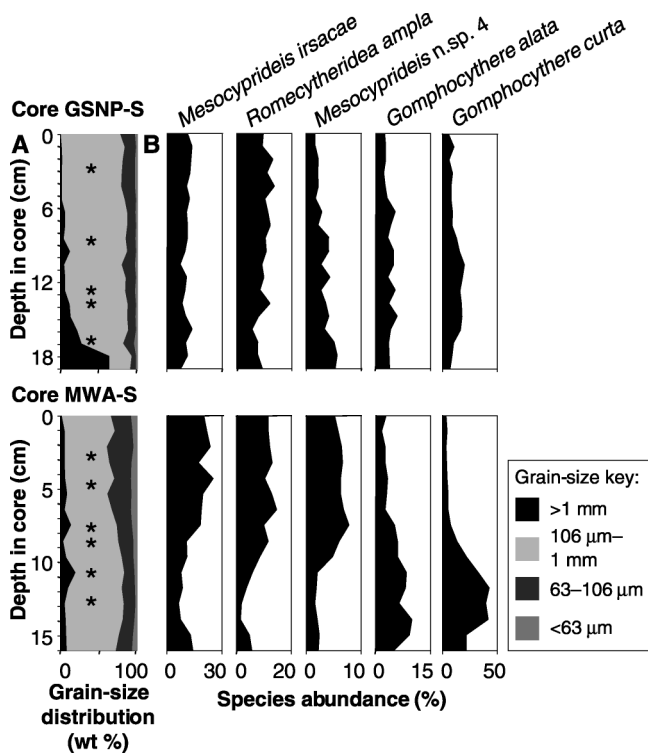 Mesocyprideis irsacae
Romecytheridea ampla
Mesocyprideis n.sp. 4
Gomphocythere alata
Gomphocythere curta
Core GSNP-S
A
B
0
6
12
18
Depth in core (cm)
*
*
*
*
*
Core MWA-S
0
5
10
15
Depth in core (cm)
*
*
*
*
*
*
0 100
0 30
0 20
0 10
0 15
0 50
Grain-size
distribution
(wt %)
Species abundance (%)
Grain-size key:
>1 mm
106 µm–
1 mm
63–106 µm
<63 µm